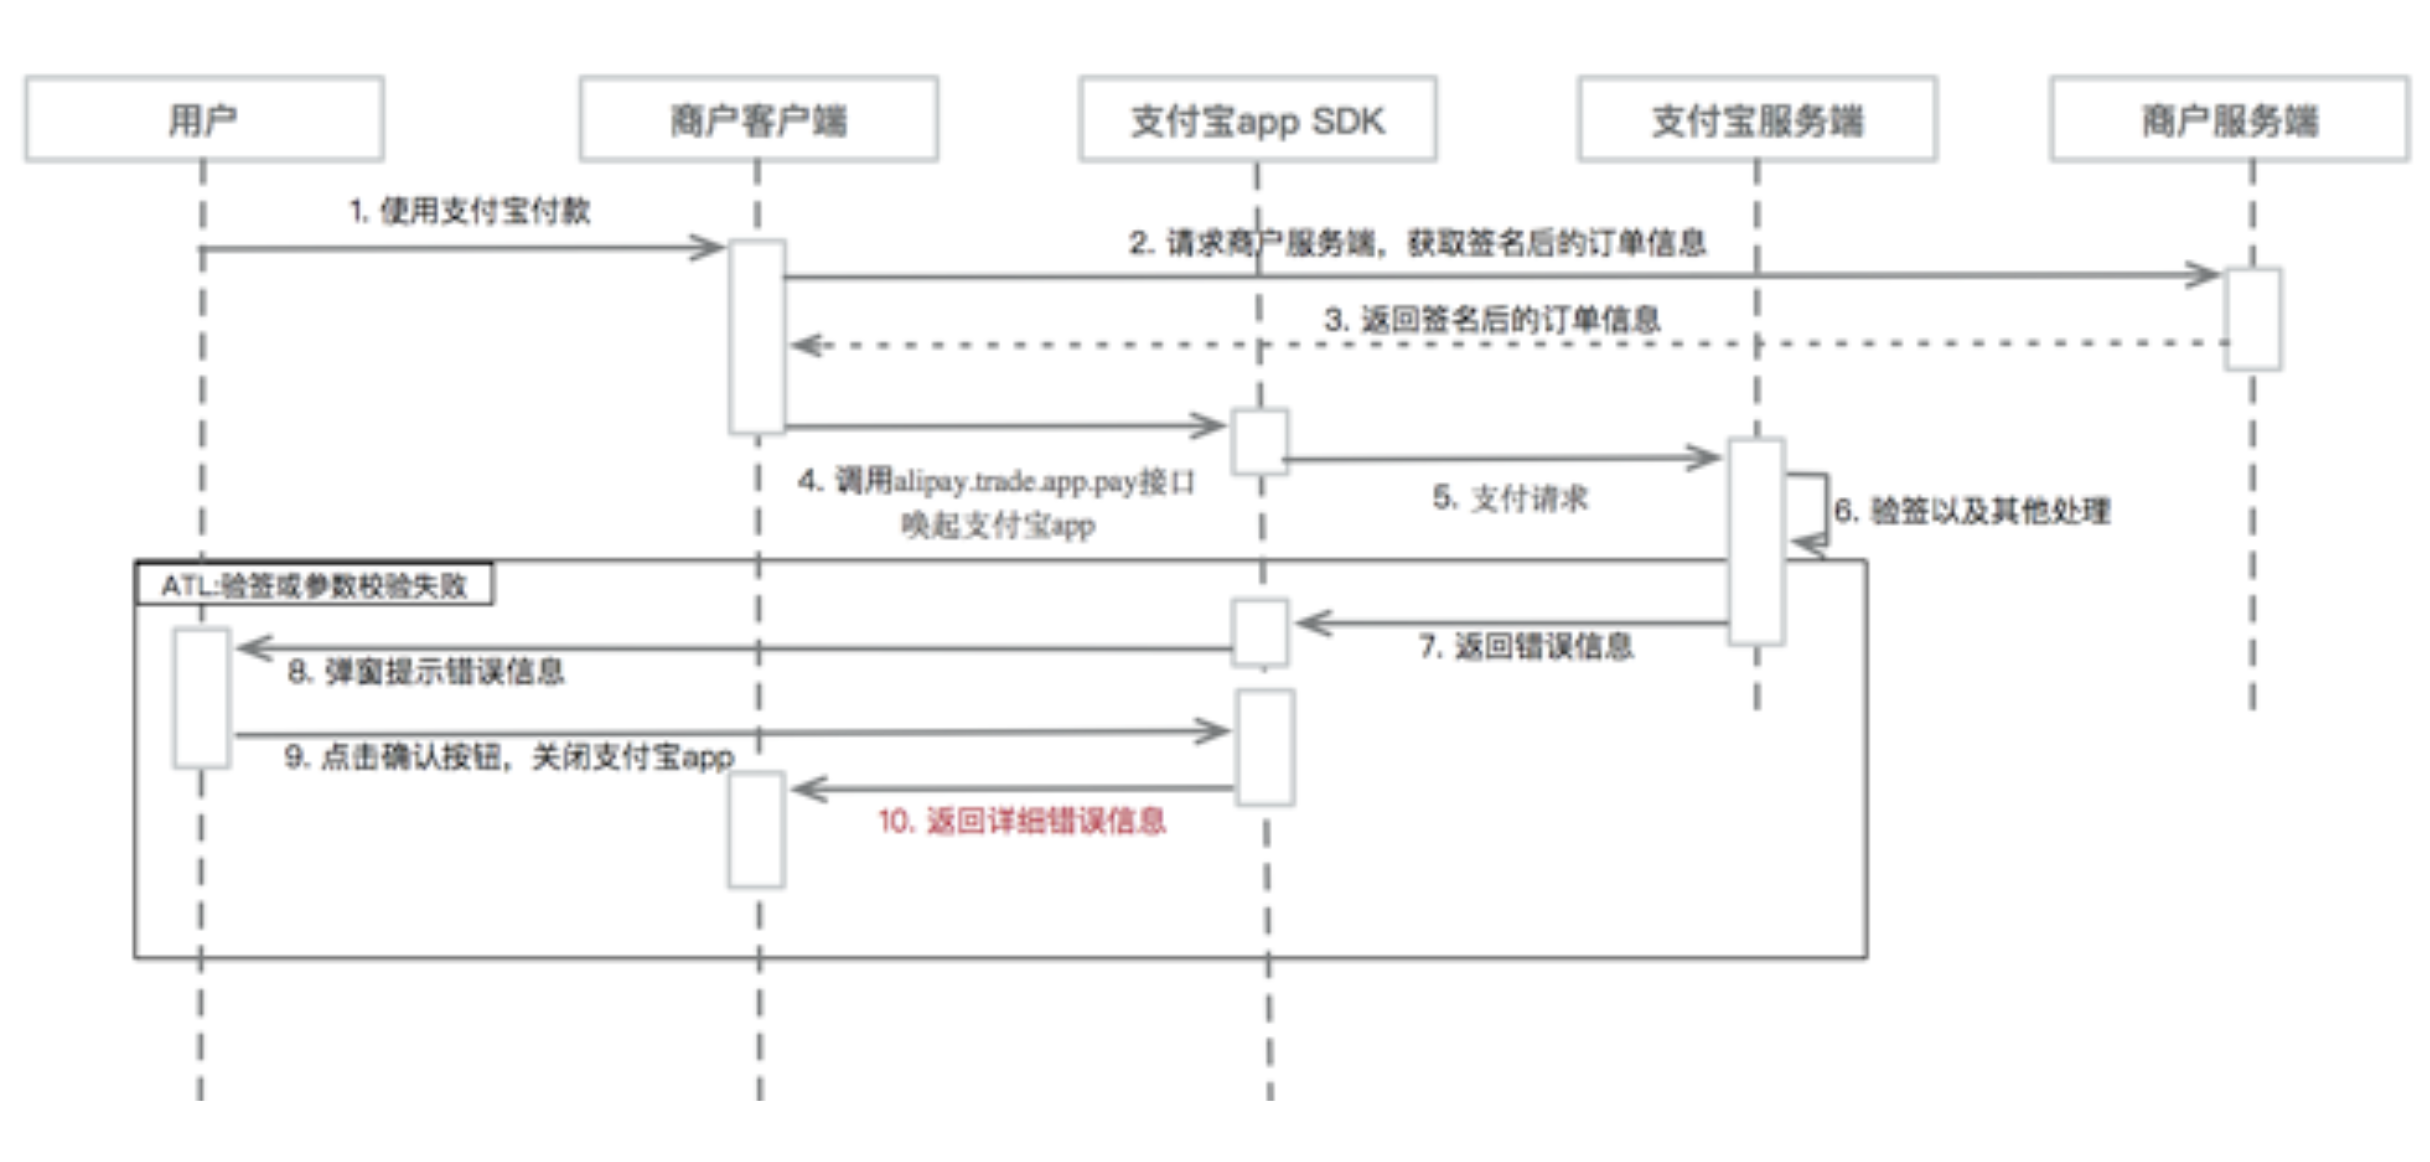 用户
商户客户端
支付宝app SDK
支付宝服务端
商户服务端
1. 使用支付宝付款
2. 请求商户服务端，获取签名后的订单信息
3. 返回签名后的订单信息
4. 调用alipay.trade.app.pay接口
唤起支付宝app
5. 支付请求
6. 验签以及其他处理
ATL:验签或参数校验失败
7. 返回错误信息
8. 弹窗提示错误信息
9. 点击确认按钮，关闭支付宝app
10. 返回详细错误信息